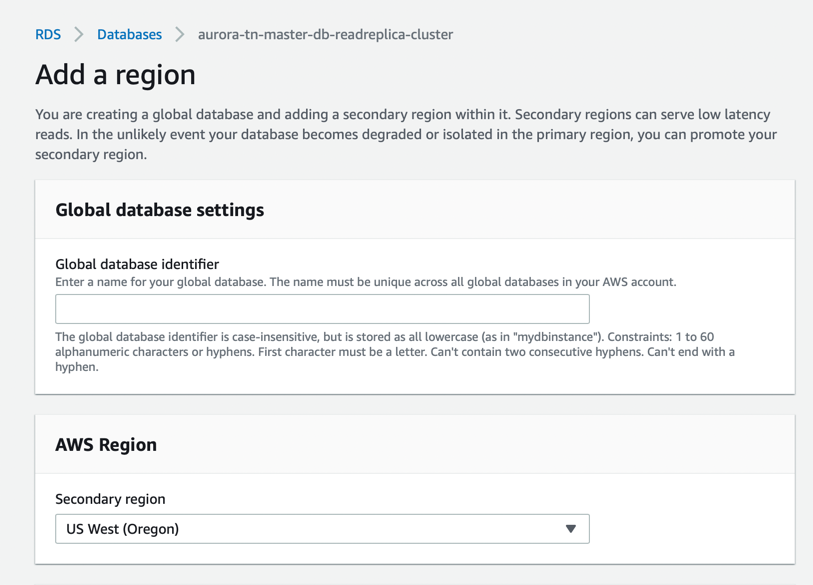 RDS > Databases > aurora-tn-master-db-readreplica-cluster
Add a region
You are creating a global database and adding a secondary region within it. Secondary regions can serve low latency
reads. In the unlikely event your database becomes degraded or isolated in the primary region, you can promote your
secondary region.
Global database settings
Global database identifier
Enter a name for your global database. The name must be unique across all global databases in your AWS account.
The global database identifier is case-insensitive, but is stored as all lowercase (as in "mydbinstance"). Constraints: 1 to 60
alphanumeric characters or hyphens. First character must be a letter. Can't contain two consecutive hyphens. Can't end with a
hyphen.
AWS Region
Secondary region
US West (Oregon)